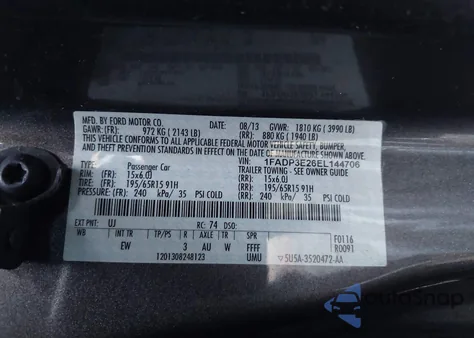 MFD. BY FORD MOTOR CO.
DATE: 08/13 GVWR: 1810 KG ( 3990 LB)
GAWR: (FR): 972 KG ( 2143 LB) (RR): 880 KG ( 1940 LB)
THIS VEHICLE CONFORMS TO ALL APPLICABLE FEDERAL MOTOR VEHICLE SAFETY, BUMPER,
AND THEFT PREVENTION STANDARDS IN EFFECT ON THE DATE OF MANUFACTURE SHOWN ABOVE.
VIN: 1FADP3E26EL144706
TYPE: Passenger Car TRAILER TOWING - SEE OWNER GUIDE
RIM: (FR): 15x6.0J (RR): 15x6.0J
TIRE: (FR): 195/65R15 91H (RR): 195/65R15 91H
PRESSURE: (FR): 240 kPa/ 35 PSI COLD (RR): 240 kPa/ 35 PSI COLD
EXT PNT: UJ RC: 74 DSO:
WB INT TR TP/PS R AXLE TR SPR F0116
EW 3 AU W FFFF R0091
1201308248123 UMU 5U5A-3520472-AA
autosnap